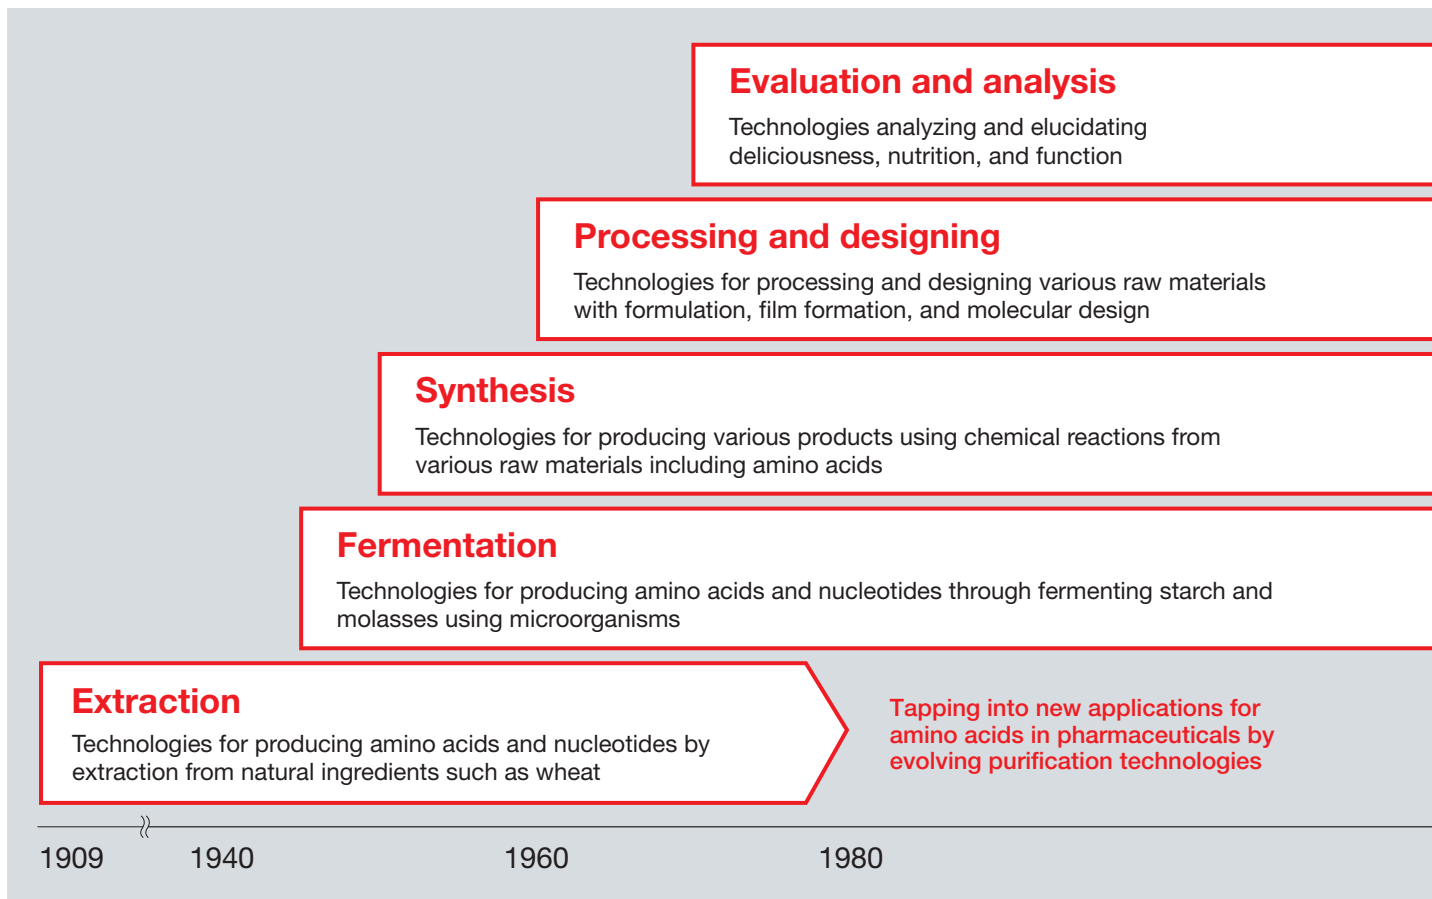 Evaluation and analysis
Technologies analyzing and elucidating
deliciousness, nutrition, and function
Processing and designing
Technologies for processing and designing various raw materials
with formulation, film formation, and molecular design
Synthesis
Technologies for producing various products using chemical reactions from
various raw materials including amino acids
Fermentation
Technologies for producing amino acids and nucleotides through fermenting starch and
molasses using microorganisms
Extraction
Technologies for producing amino acids and nucleotides by
extraction from natural ingredients such as wheat
Tapping into new applications for
amino acids in pharmaceuticals by
evolving purification technologies
1909 1940 1960 1980